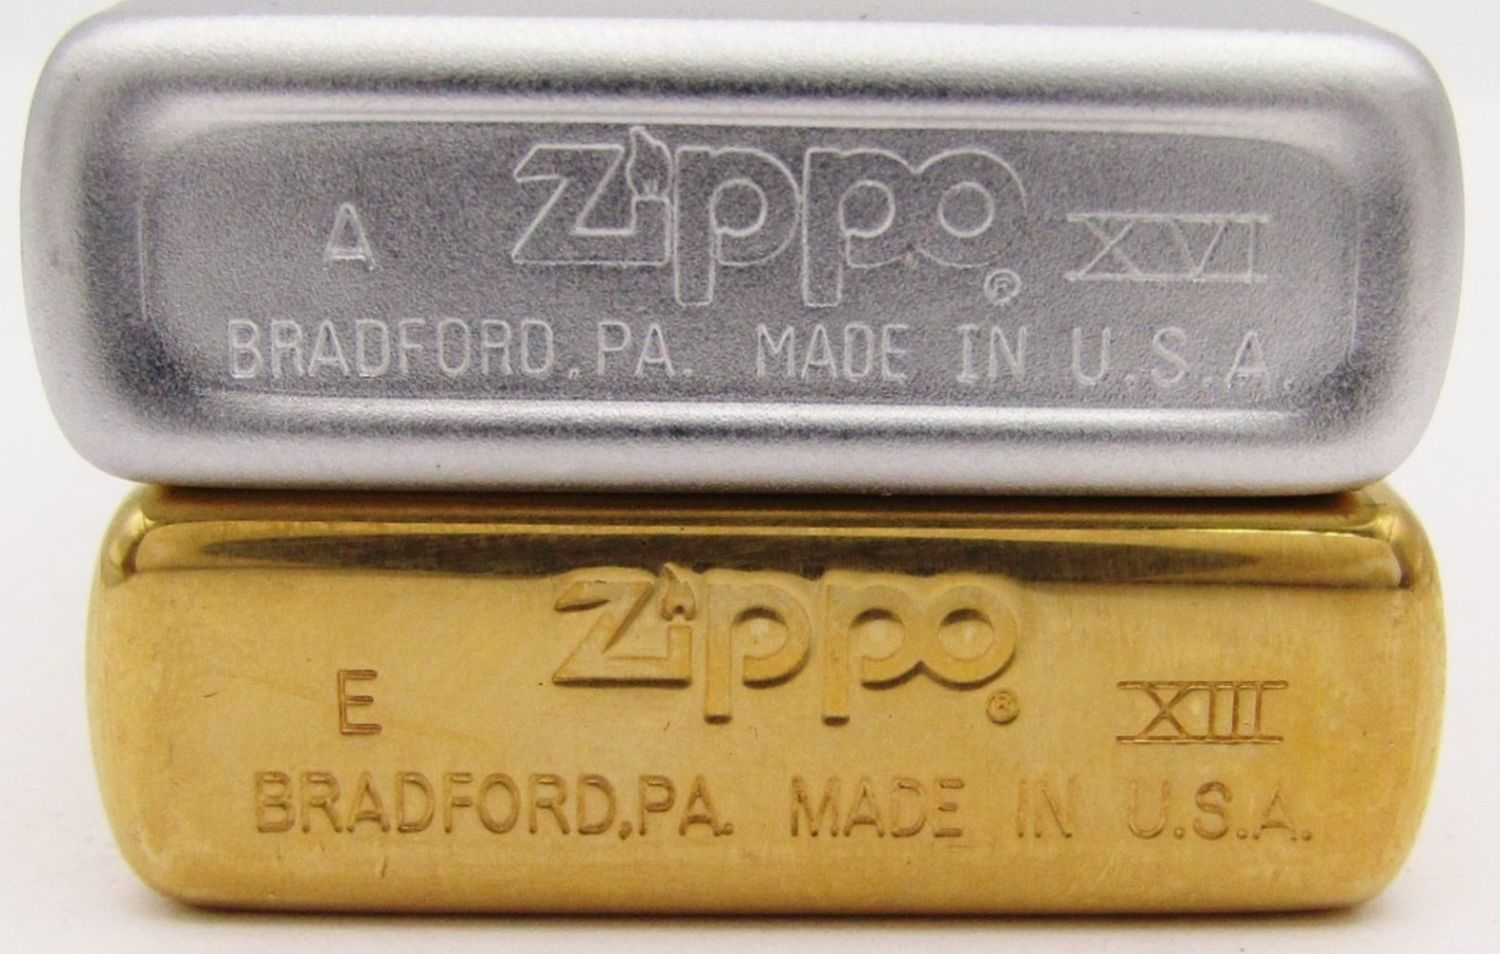 A Zippo® XVI
BRADFORD,PA. MADE IN U.S.A.
E Zippo® XIII
BRADFORD,PA. MADE IN U.S.A.